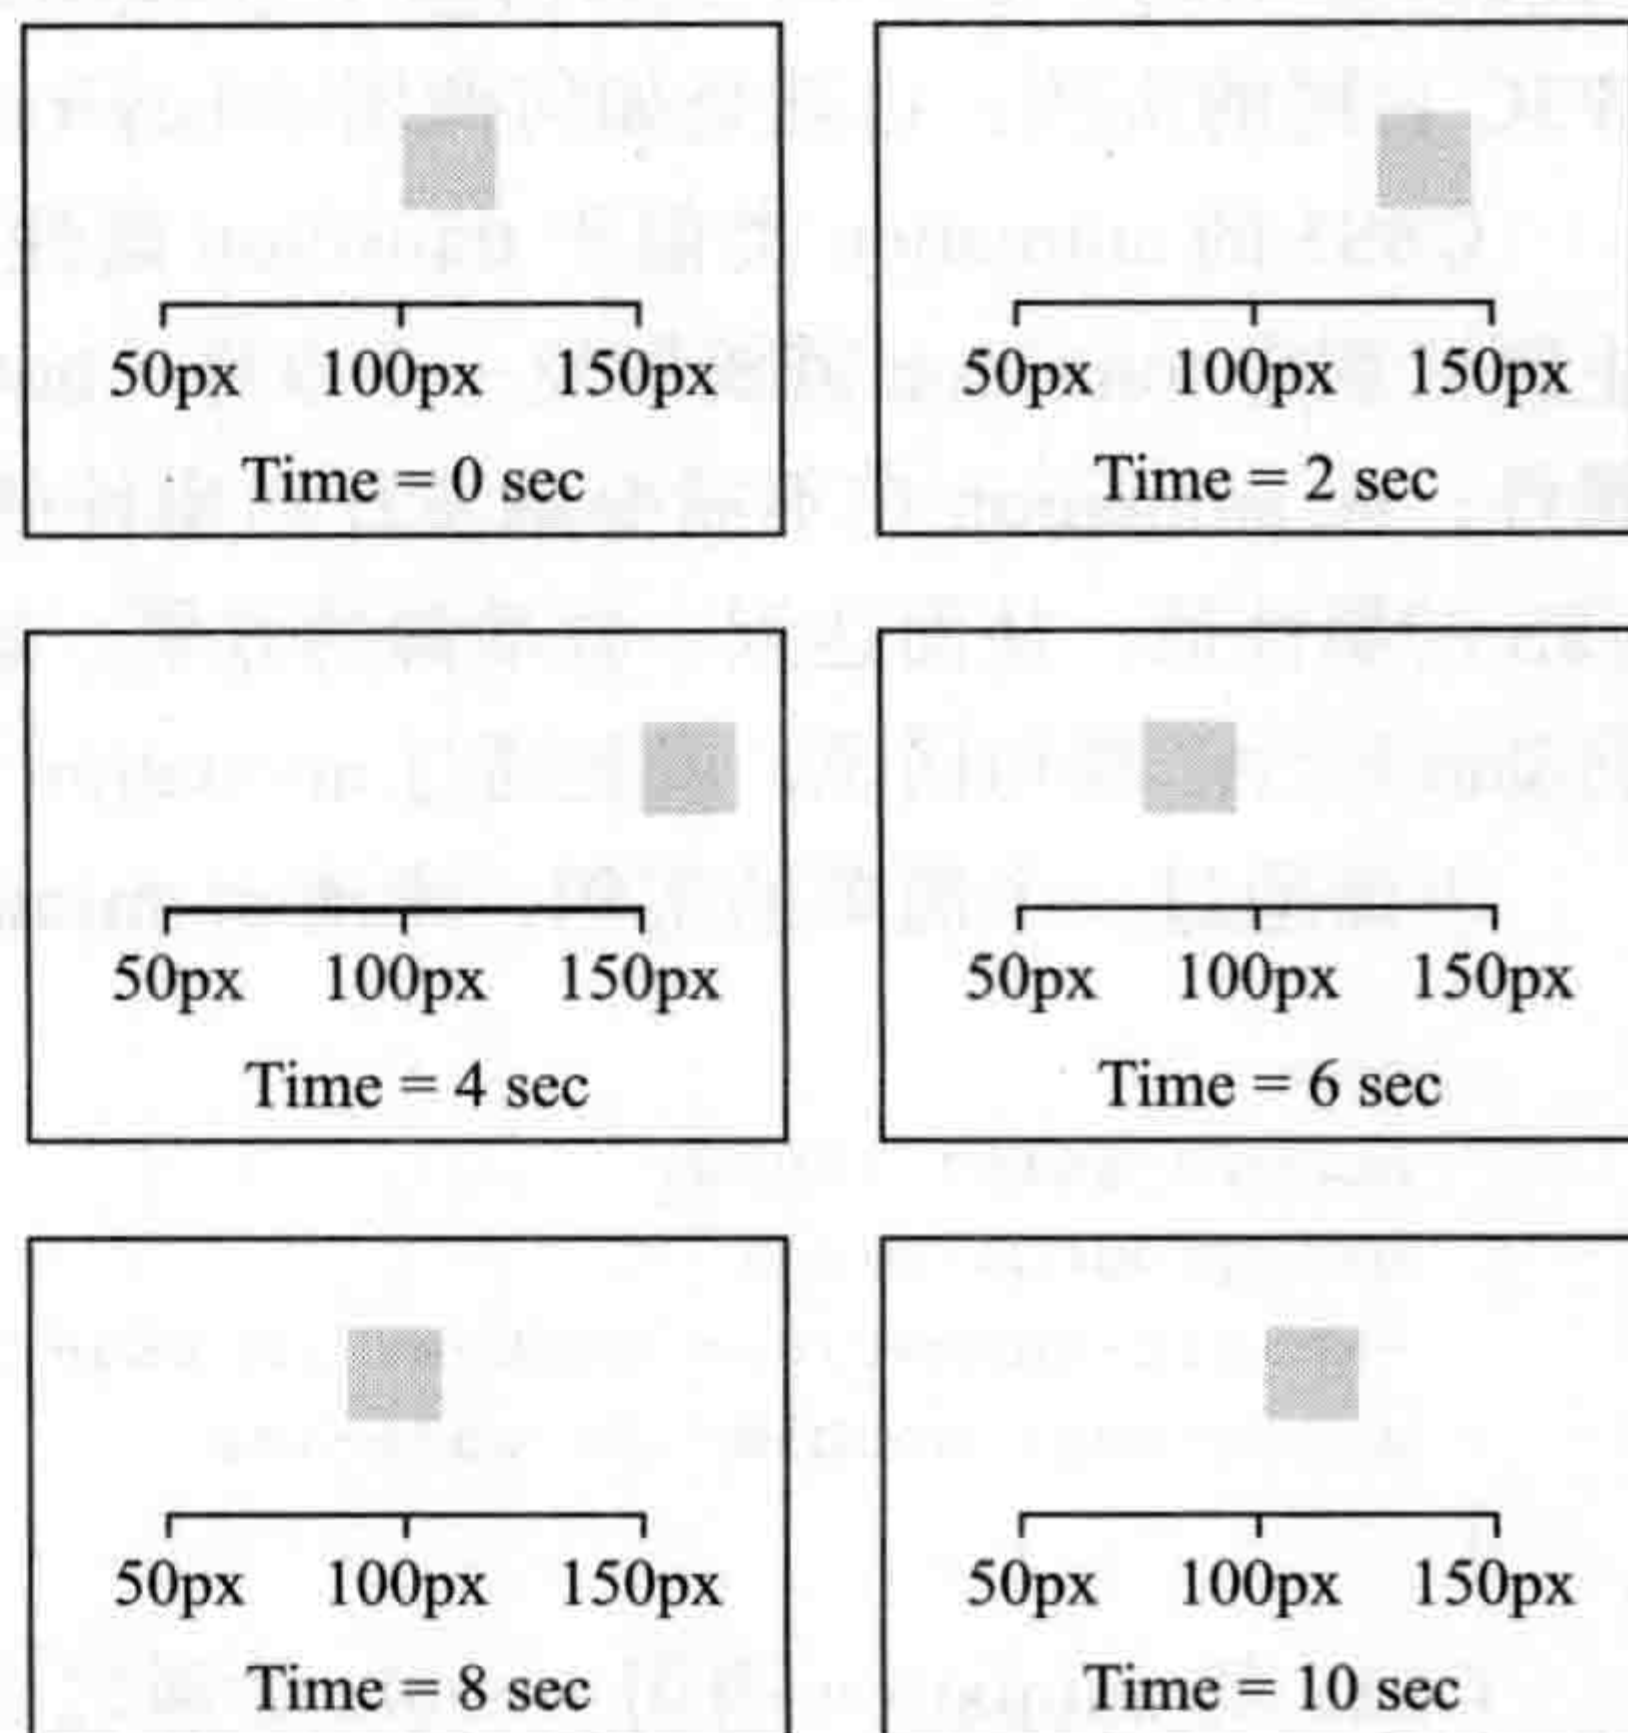 50px 100px 150px
Time = 0 sec
50px 100px 150px
Time = 2 sec
50px 100px 150px
Time = 4 sec
50px 100px 150px
Time = 6 sec
50px 100px 150px
Time = 8 sec
50px 100px 150px
Time = 10 sec